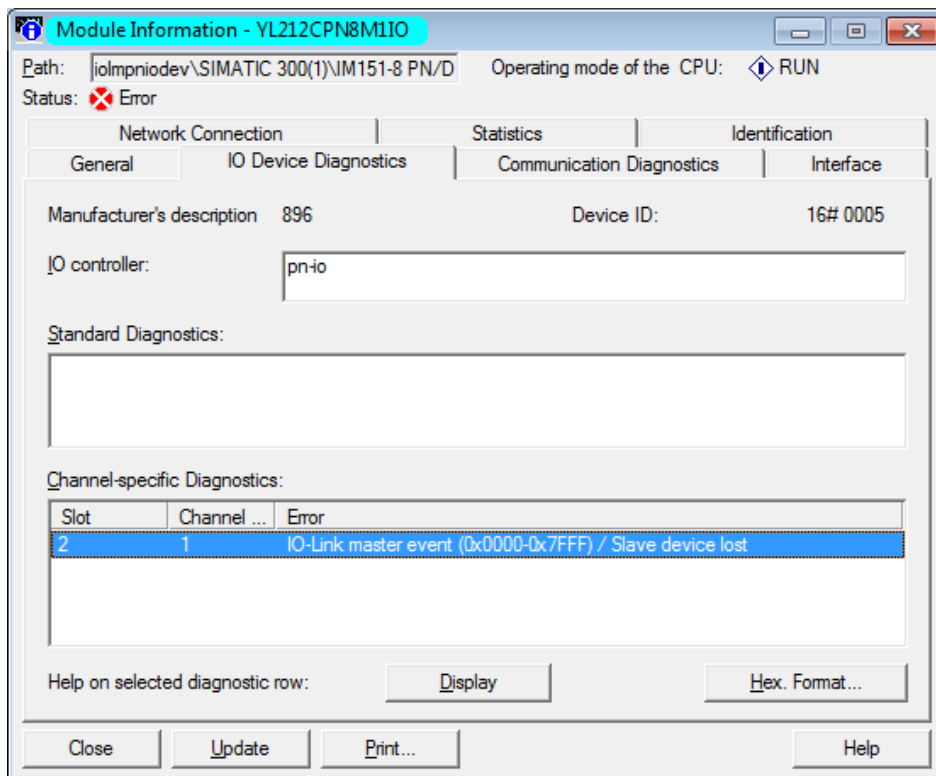 Module Information - YL212CPN8M1IO
Path: iolmpniodev\SIMATIC 300(1)\IM151-8 PN/D Operating mode of the CPU: RUN
Status: Error
Network Connection Statistics Identification
General IO Device Diagnostics Communication Diagnostics Interface
Manufacturer's description 896 Device ID: 16# 0005
IO controller: pn-io
Standard Diagnostics:
Channel-specific Diagnostics:
Slot Channel ... Error
2 1 IO-Link master event (0x0000-0x7FFF) / Slave device lost
Help on selected diagnostic row: Display Hex. Format...
Close Update Print... Help